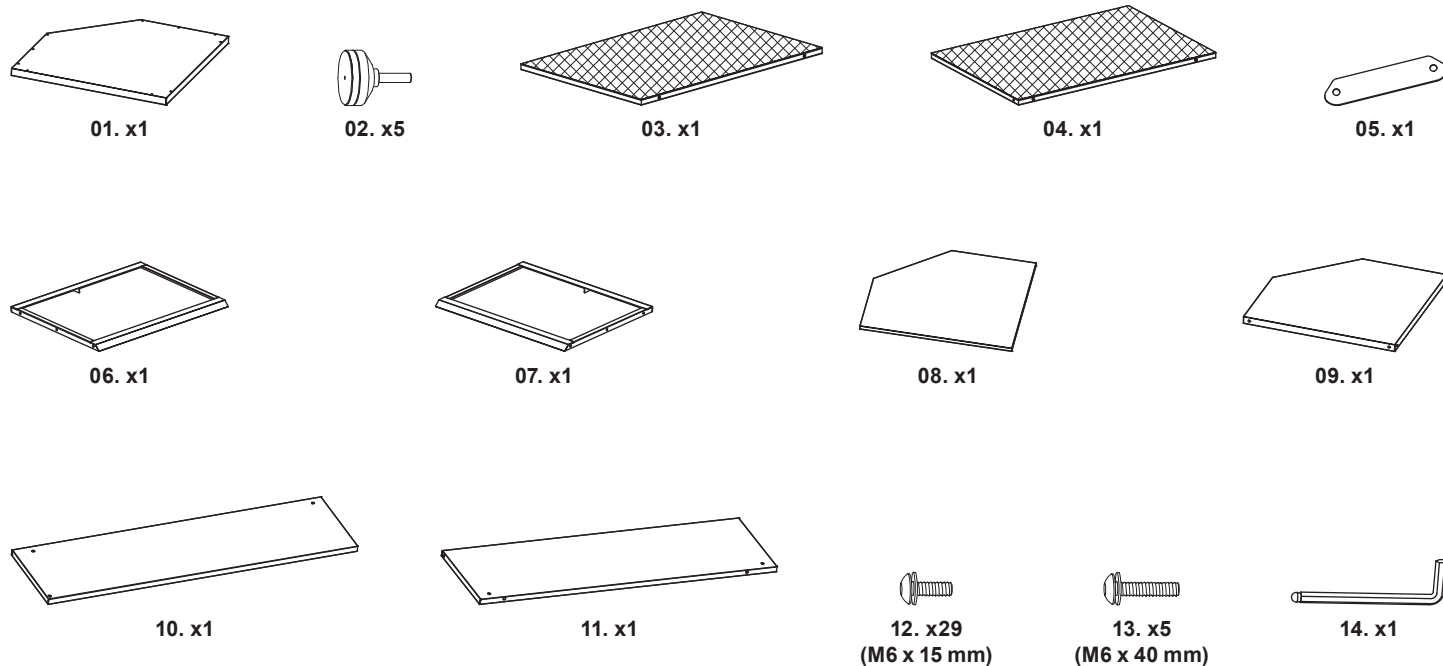 01. x1
02. x5
03. x1
04. x1
05. x1
06. x1
07. x1
08. x1
09. x1
10. x1
11. x1
12. x29
(M6 x 15 mm)
13. x5
(M6 x 40 mm)
14. x1